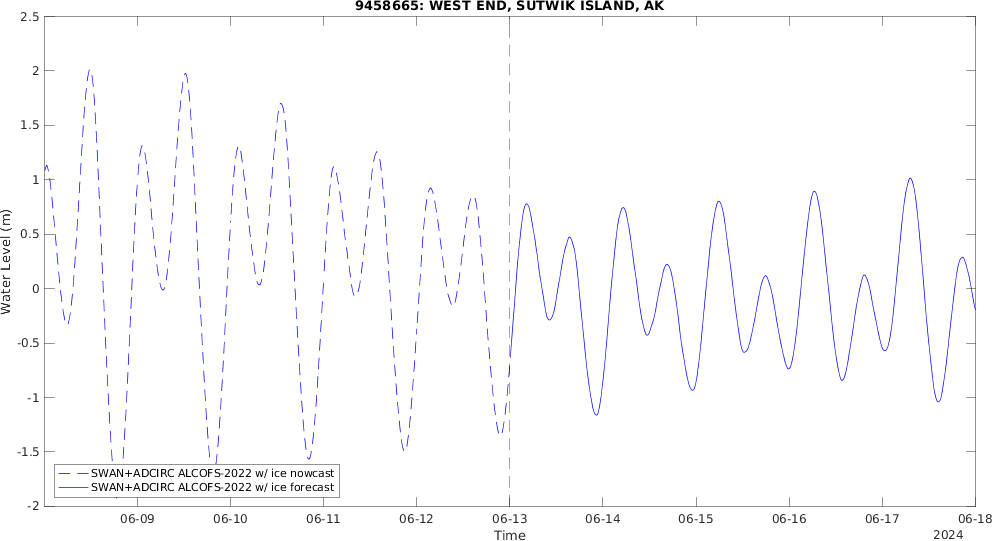 9458665: WEST END, SUTWIK ISLAND, AK
2.5
2
1.5
1
0.5
0
-0.5
-1
-1.5
-2
Water Level (m)
SWAN+ADCIRC ALCOFS-2022 w/ ice nowcast
SWAN+ADCIRC ALCOFS-2022 w/ ice forecast
06-09 06-10 06-11 06-12 06-13 06-14 06-15 06-16 06-17 06-18
Time
2024